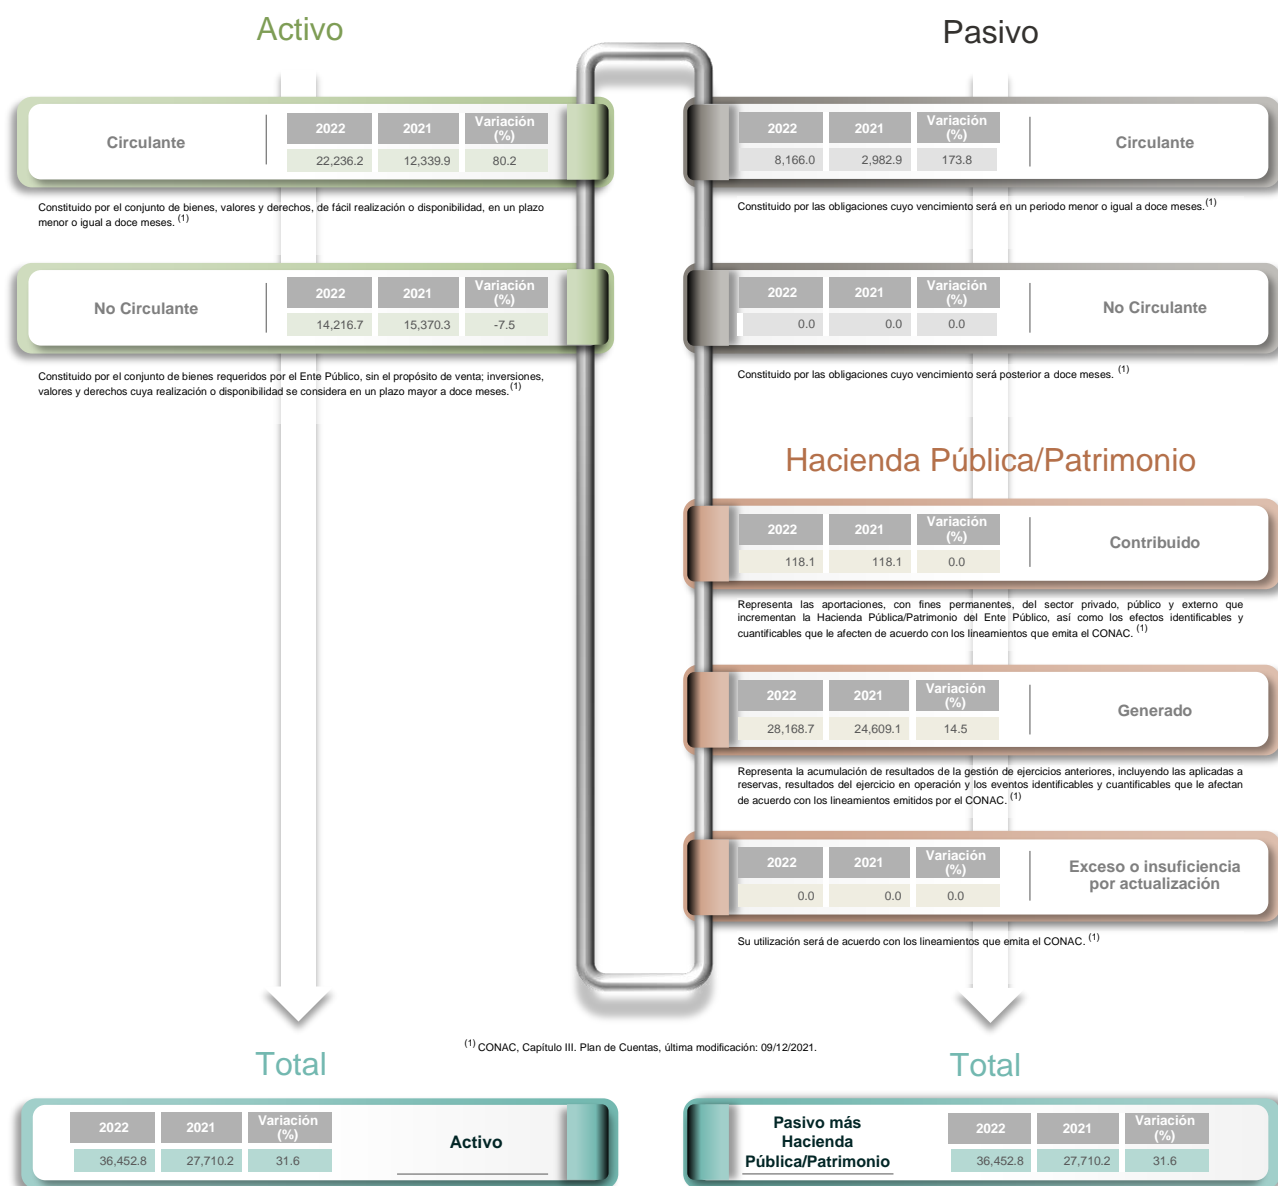 Activo
Circulante
2022 2021 Variación (%)
22,236.2 12,339.9 80.2
Constituido por el conjunto de bienes, valores y derechos, de fácil realización o disponibilidad, en un plazo
menor o igual a doce meses. (1)
No Circulante
2022 2021 Variación (%)
14,216.7 15,370.3 -7.5
Constituido por el conjunto de bienes requeridos por el Ente Público, sin el propósito de venta; inversiones,
valores y derechos cuya realización o disponibilidad se considera en un plazo mayor a doce meses. (1)
Pasivo
2022 2021 Variación (%)
8,166.0 2,982.9 173.8
Circulante
Constituido por las obligaciones cuyo vencimiento será en un periodo menor o igual a doce meses. (1)
2022 2021 Variación (%)
0.0 0.0 0.0
No Circulante
Constituido por las obligaciones cuyo vencimiento será posterior a doce meses. (1)
Hacienda Pública/Patrimonio
2022 2021 Variación (%)
118.1 118.1 0.0
Contribuido
Representa las aportaciones, con fines permanentes, del sector privado, público y externo que
incrementan la Hacienda Pública/Patrimonio del Ente Público, así como los efectos identificables y
cuantificables que le afecten de acuerdo con los lineamientos que emita el CONAC. (1)
2022 2021 Variación (%)
28,168.7 24,609.1 14.5
Generado
Representa la acumulación de resultados de la gestión de ejercicios anteriores, incluyendo las aplicadas a
reservas, resultados del ejercicio en operación y los eventos identificables y cuantificables que le afectan
de acuerdo con los lineamientos emitidos por el CONAC. (1)
2022 2021 Variación (%)
0.0 0.0 0.0
Exceso o insuficiencia
por actualización
Su utilización será de acuerdo con los lineamientos que emita el CONAC. (1)
(1) CONAC, Capítulo III. Plan de Cuentas, última modificación: 09/12/2021.
Total
2022 2021 Variación (%)
36,452.8 27,710.2 31.6
Activo
Total
Pasivo más
Hacienda
Pública/Patrimonio
2022 2021 Variación (%)
36,452.8 27,710.2 31.6